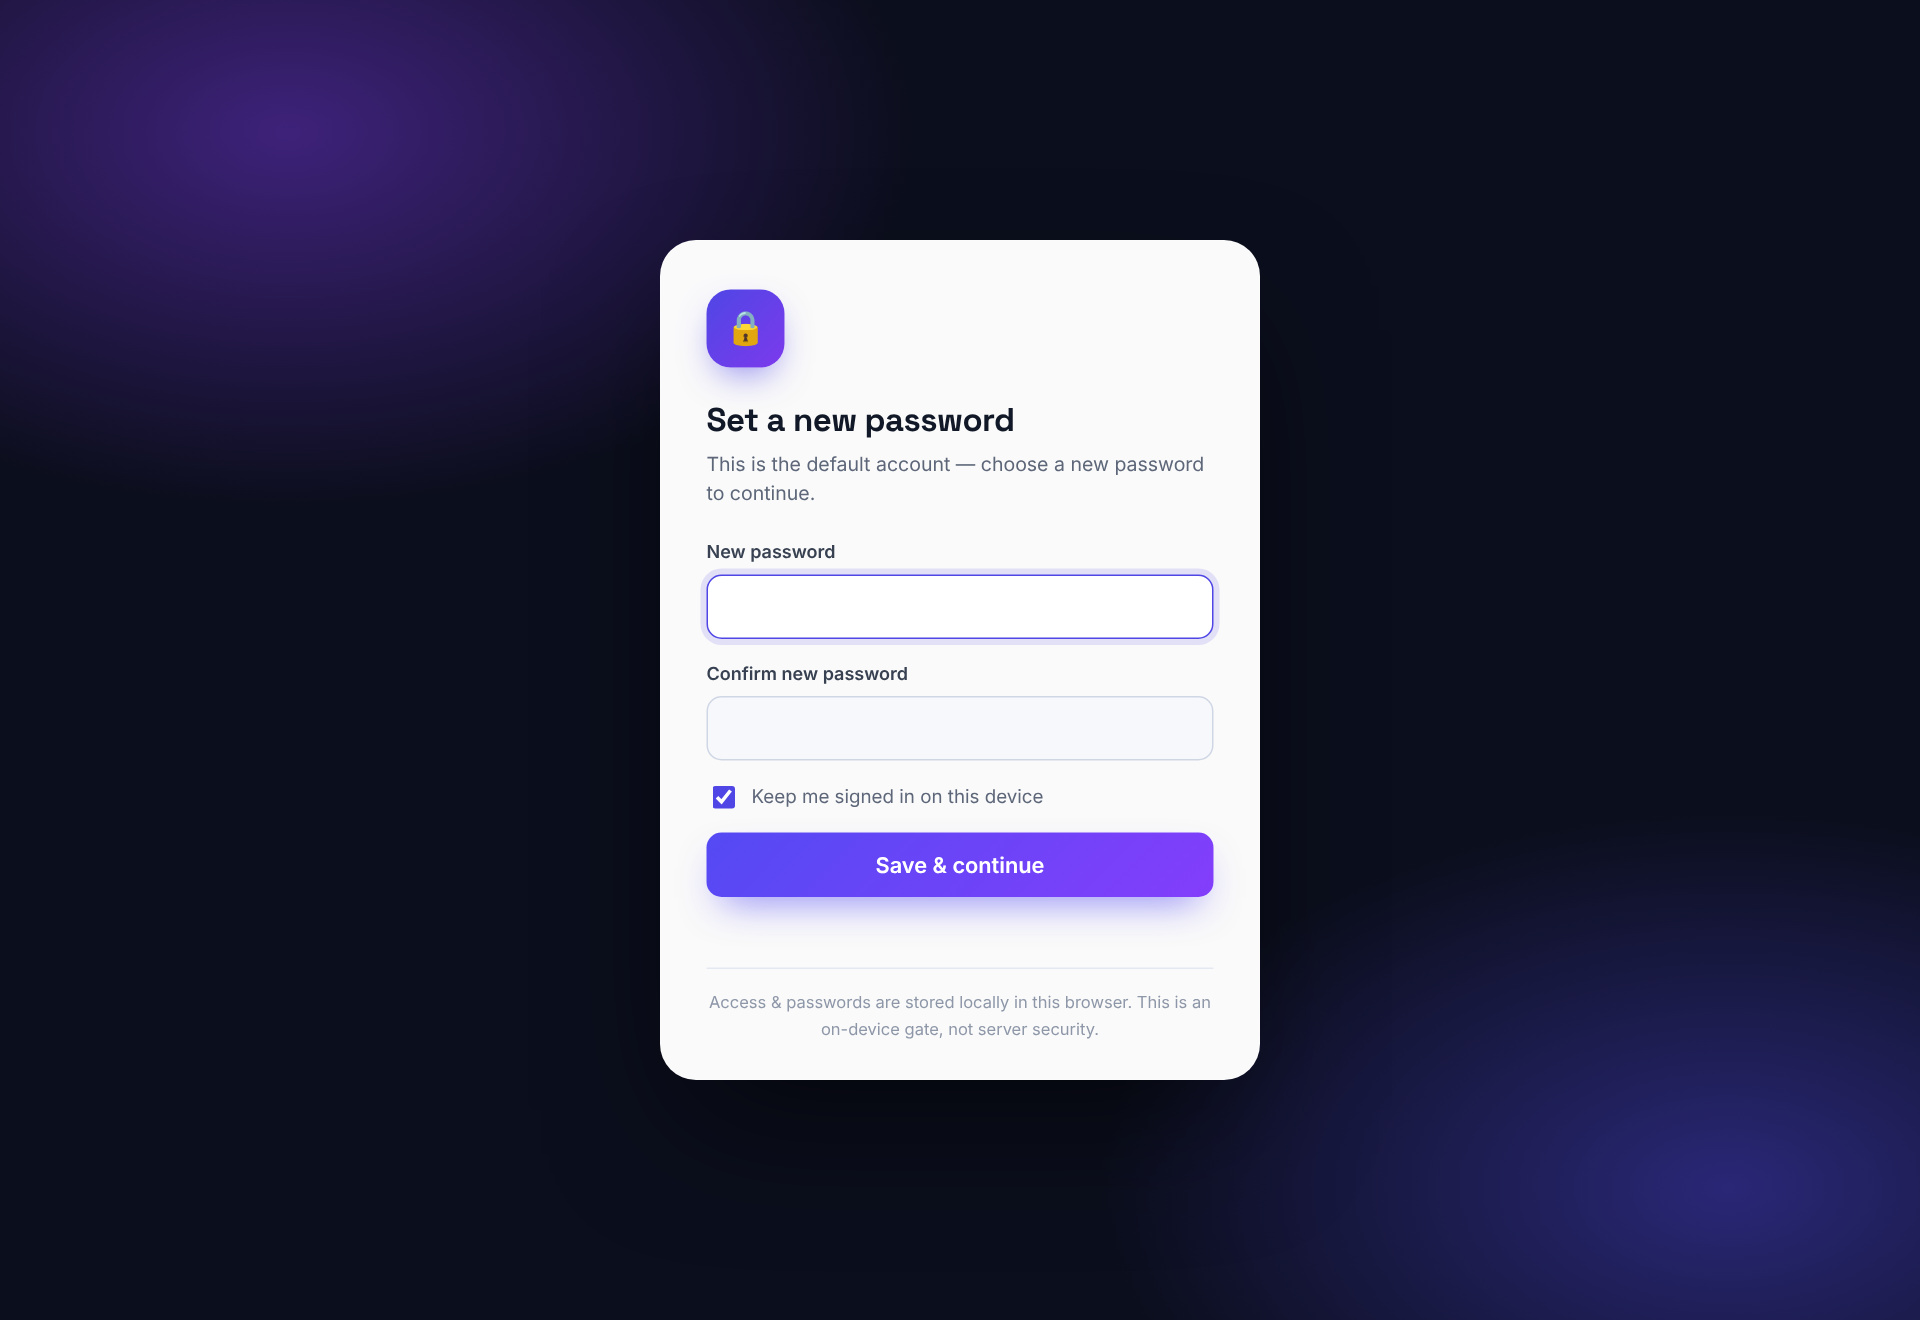 Set a new password
This is the default account — choose a new password
to continue.
New password
Confirm new password
Keep me signed in on this device
Save & continue
Access & passwords are stored locally in this browser. This is an
on-device gate, not server security.